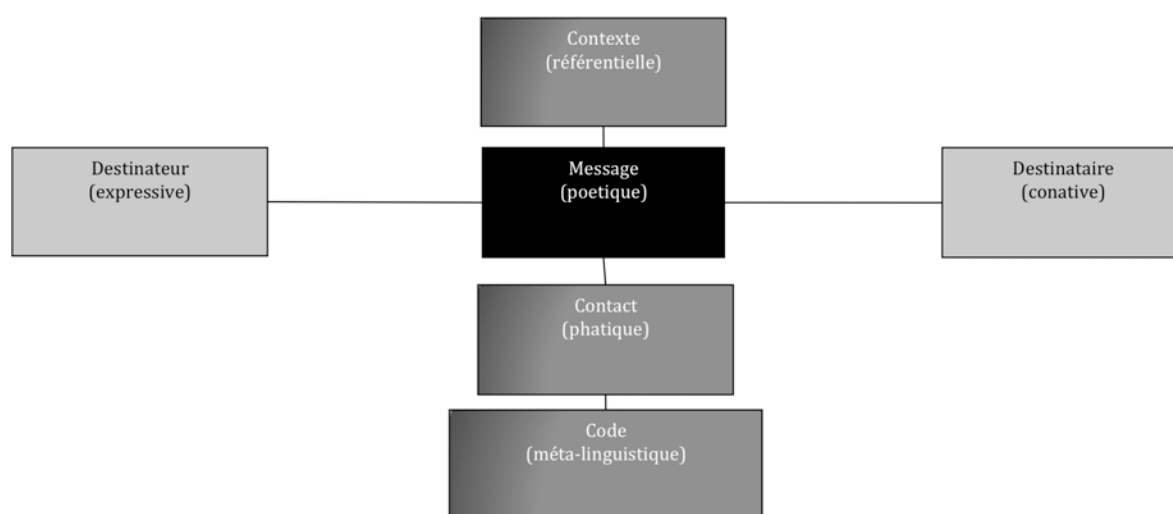 Contexte
(référentielle)
Destinateur
(expressive)
Message
(poetique)
Destinataire
(conative)
Contact
(phatique)
Code
(méta-linguistique)